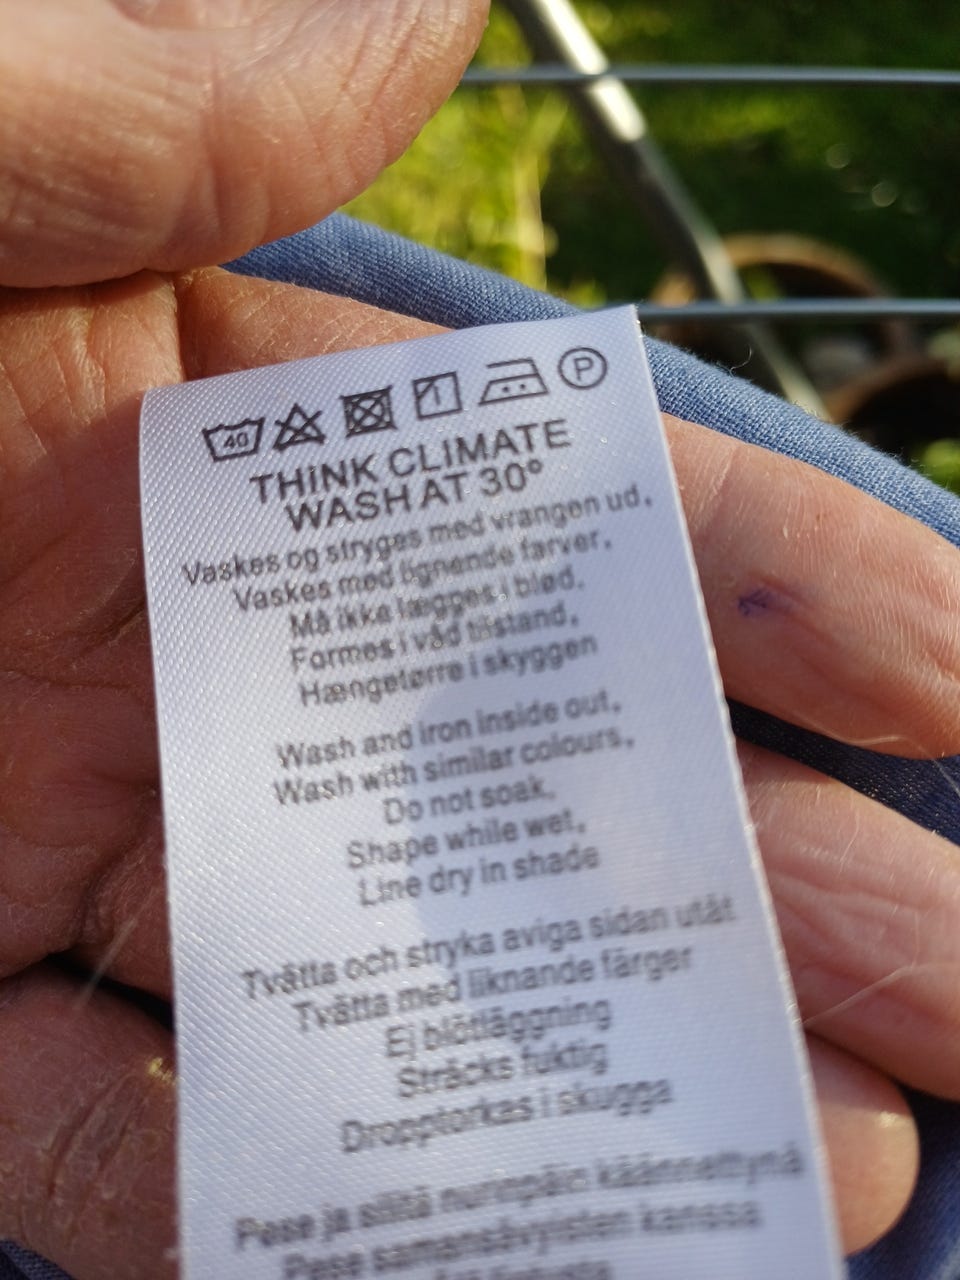 40 P
THINK CLIMATE
WASH AT 30°
Vaskes og stryges med vrangen ud,
Vaskes med lignende farver,
Må ikke lægges i blød.
Formes i våd tilstand,
Hængetørre i skyggen
Wash and iron inside out,
Wash with similar colours,
Do not soak,
Shape while wet,
Line dry in shade
Tvätta och stryka aviga sidan utåt
Tvätta med liknande färger
Ej blötläggning
Sträcks fuktig
Dropptorkas i skugga
Pese ja silitä nurinpäin käännettynä
Pese samansävyisten kanssa